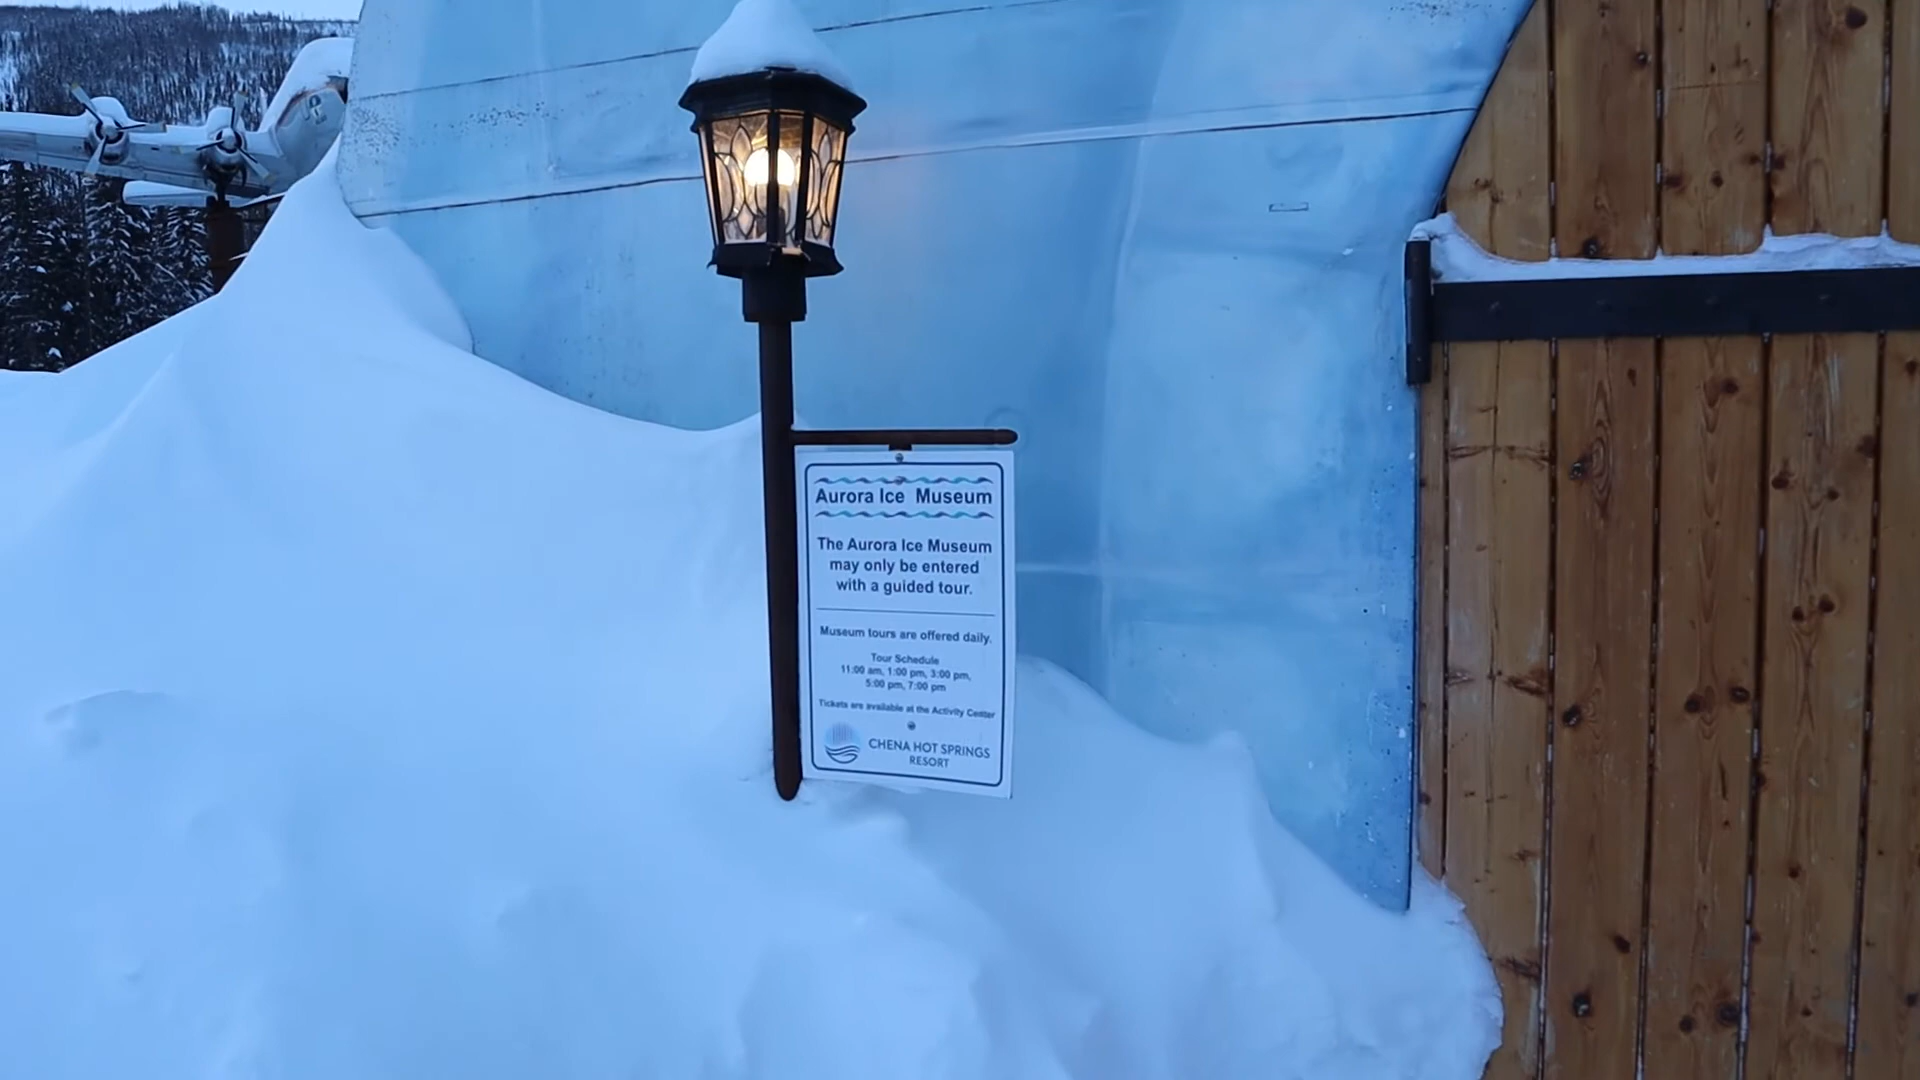 Aurora Ice Museum
The Aurora Ice Museum
may only be entered
with a guided tour.
Museum tours are offered daily.
Tour Schedule
11:00 am, 1:00 pm, 3:00 pm,
5:00 pm, 7:00 pm
Tickets are available at the Activity Center
CHENA HOT SPRINGS
RESORT